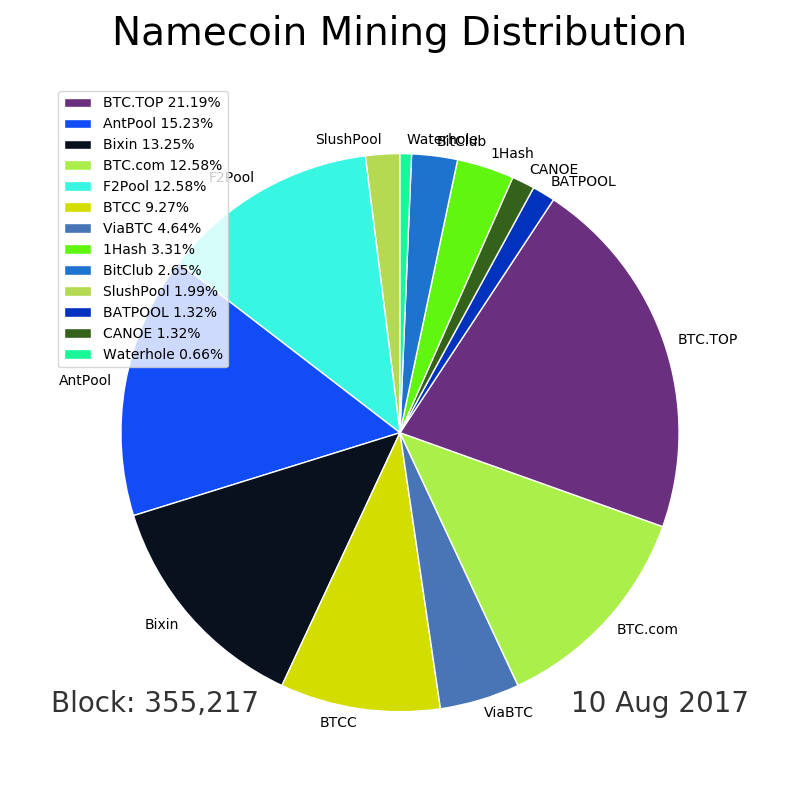 Namecoin Mining Distribution
BTC.TOP 21.19%
AntPool 15.23%
Bixin 13.25%
BTC.com 12.58%
F2Pool 12.58%
BTCC 9.27%
ViaBTC 4.64%
1Hash 3.31%
BitClub 2.65%
SlushPool 1.99%
BATPOOL 1.32%
CANOE 1.32%
Waterhole 0.66%
SlushPool
Waterhole
BitClub
1Hash
CANOE
BATPOOL
F2Pool
BTC.TOP
AntPool
Bixin
BTC.com
BTCC
ViaBTC
Block: 355,217
10 Aug 2017